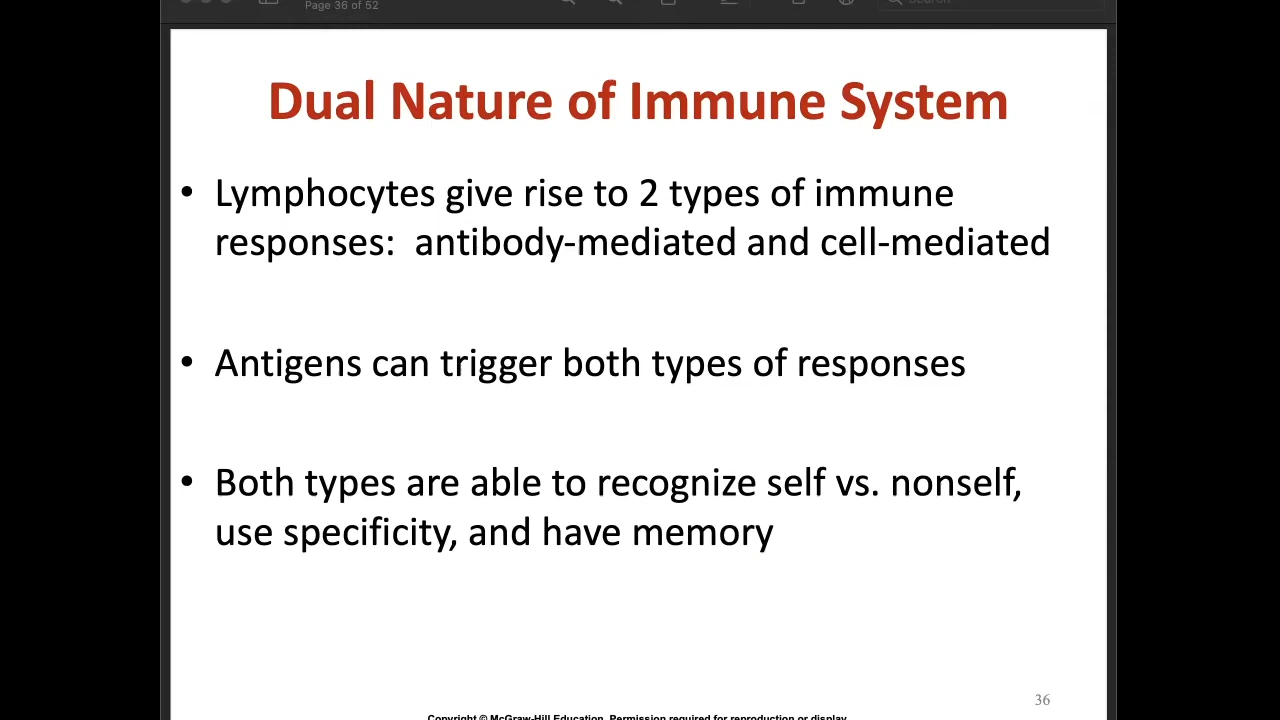 Page 36 of 52
Search
Dual Nature of Immune System
• Lymphocytes give rise to 2 types of immune
responses:  antibody-mediated and cell-mediated
• Antigens can trigger both types of responses
• Both types are able to recognize self vs. nonself,
use specificity, and have memory
36
Copyright © McGraw-Hill Education. Permission required for reproduction or display.